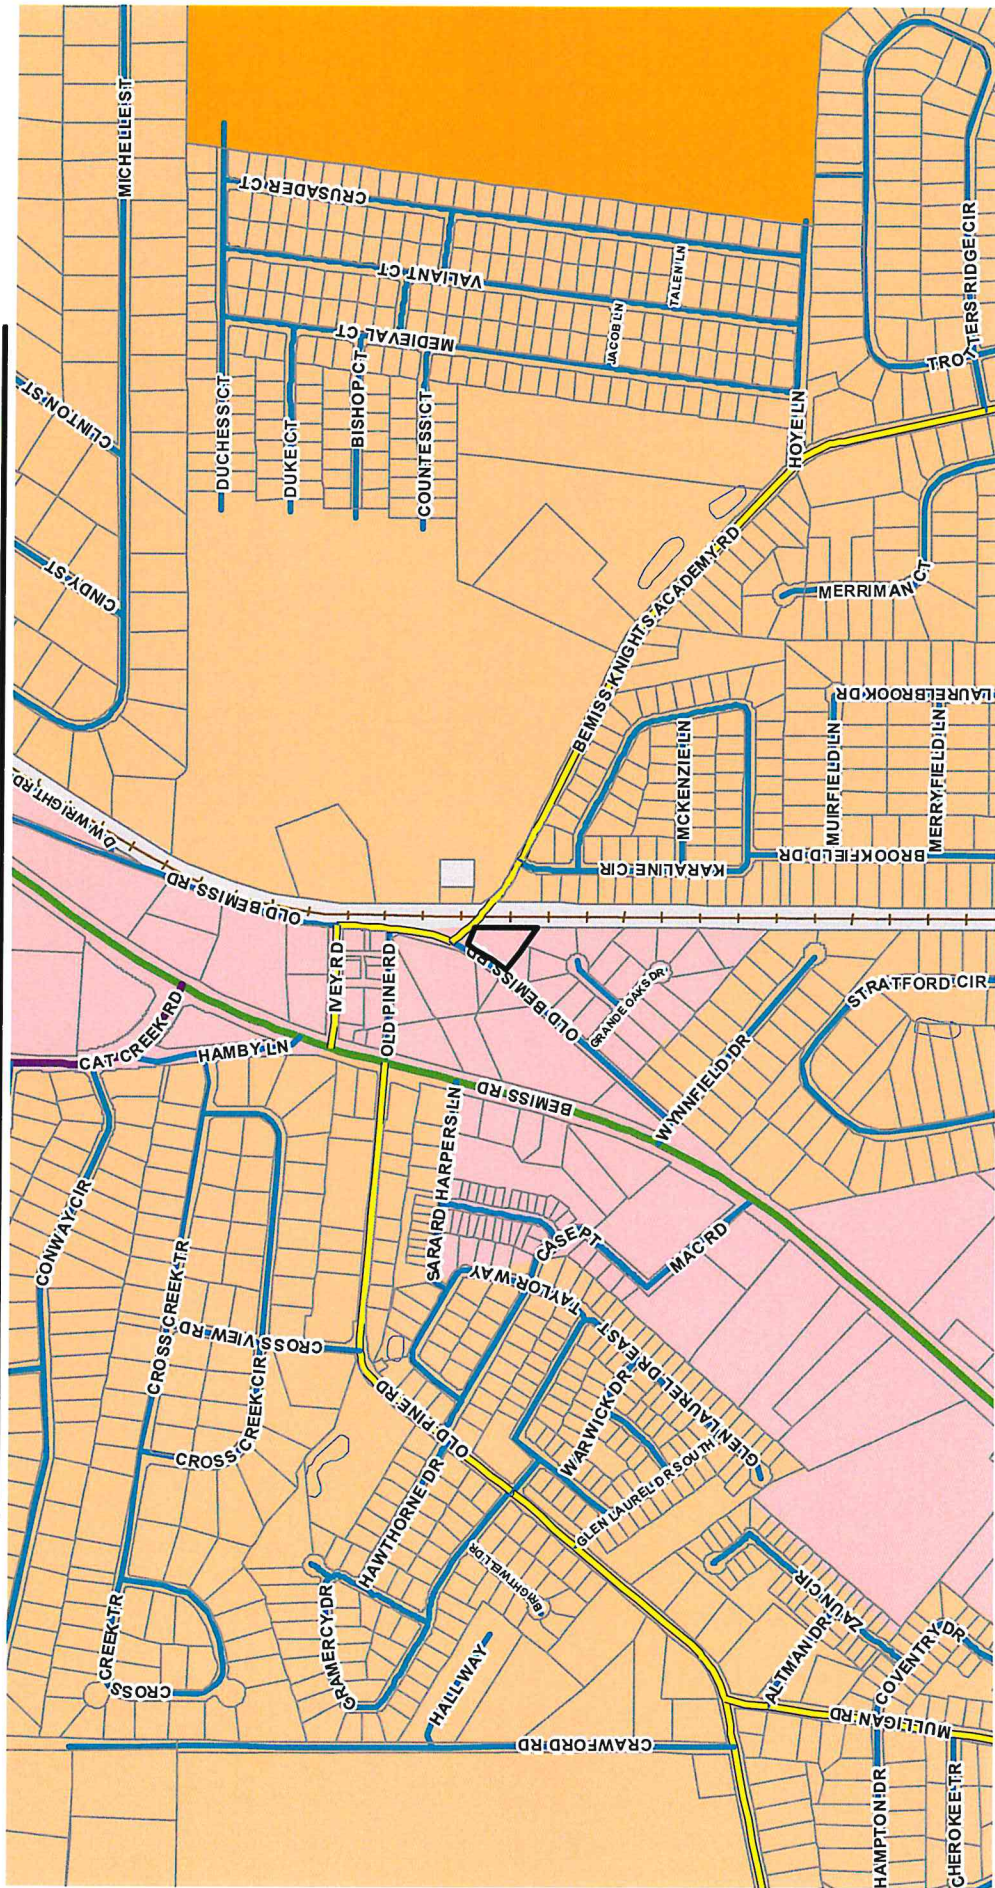 MICHELLE ST
CRUSADER CT
VALIANT CT
TALEN LN
JACOB LN
MEDIEVAL CT
TROTTERS RIDGE CIR
CLINTON ST
DUCHESS CT
DUKE CT
BISHOP CT
COUNTESS CT
HOYE LN
CINDY ST
BEMISS KNIGHTS ACADEMY RD
MERRIMAN CT
LAURELBROOK DR
MCKENZIE LN
MUIRFIELD LN
MERRYFIELD LN
D W WRIGHT RD
KARALINE CIR
BROOKFIELD DR
OLD BEMISS RD
IVEY RD
OLD PINE RD
OLD BEMISS RD
GRANDE OAKS DR
STRATFORD CIR
CAT CREEK RD
HAMBY LN
WYNNFIELD DR
BEMISS RD
HARPERS LN
CONWAY CIR
SARA RD
CASE PT
MAC RD
CROSS CREEK TR
CROSS VIEW RD
TAYLOR WAY
CROSS CREEK CIR
OLD PINE RD
WARWICK DR
GLEN LAUREL DR EAST
GLEN LAUREL DR SOUTH
HAWTHORNE DR
BRIGHTWELL DR
GRAMERCY DR
ZAUN CIR
CROSS CREEK TR
HALL WAY
ALTMAN DR
COVENTRY DR
MULLIGAN RD
CRAWFORD RD
HAMPTON DR
CHEROKEE TR